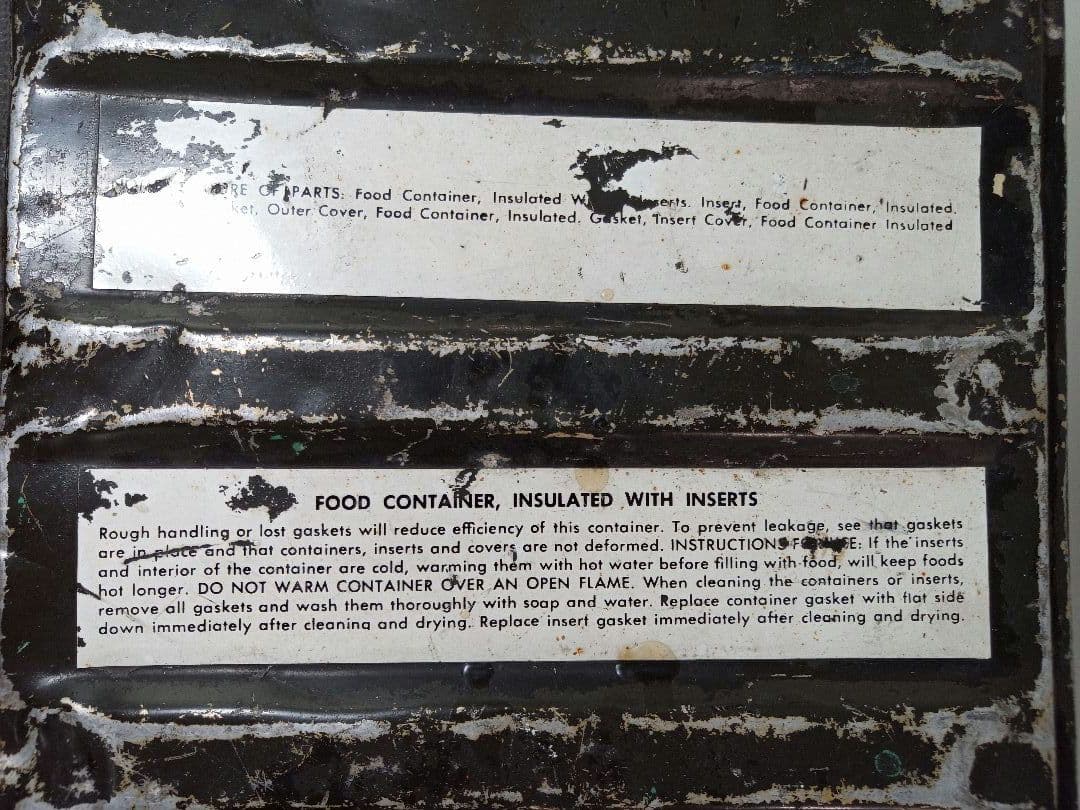 OF PARTS: Food Container, Insulated Inserts. Insert, Food Container, Insulated.
Outer Cover, Food Container, Insulated. Gasket, Insert Cover, Food Container Insulated
FOOD CONTAINER, INSULATED WITH INSERTS
Rough handling or lost gaskets will reduce efficiency of this container. To prevent leakage, see that gaskets
are in place and that containers, inserts and covers are not deformed. INSTRUCTIONS If the inserts
and interior of the container are cold, warming them with hot water before filling with food, will keep foods
hot longer. DO NOT WARM CONTAINER OVER AN OPEN FLAME. When cleaning the containers or inserts,
remove all gaskets and wash them thoroughly with soap and water. Replace container gasket with flat side
down immediately after cleaning and drying. Replace insert gasket immediately after cleaning and drying.